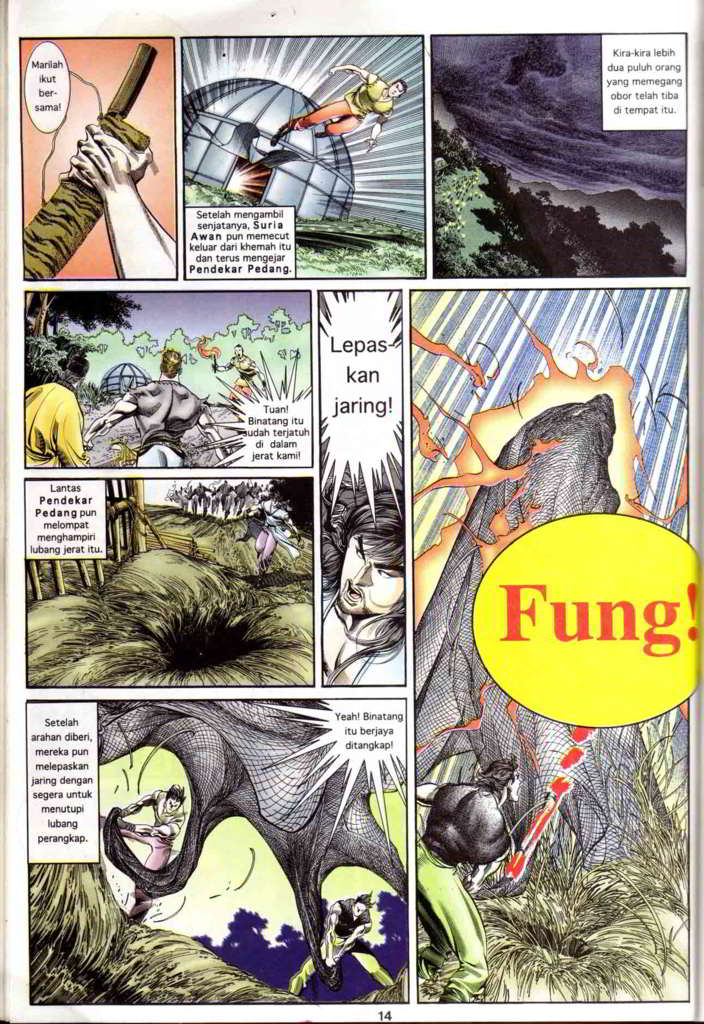 Marilah
ikut
ber-
sama!
Setelah mengambil
senjatanya, Suria
Awan pun memecut
keluar dari khemah itu
dan terus mengejar
Pendekar Pedang.
Kira-kira lebih
dua puluh orang
yang memegang
obor telah tiba
di tempat itu.
Tuan!
Binatang itu
sudah terjatuh
di dalam
jerat kami!
Lantas
Pendekar
Pedang pun
melompat
menghampiri
lubang jerat itu.
Lepas-
kan
jaring!
Fung!
Setelah
arahan diberi,
mereka pun
melepaskan
jaring dengan
segera untuk
menutupi
lubang
perangkap.
Yeah! Binatang
itu berjaya
ditangkap!
14